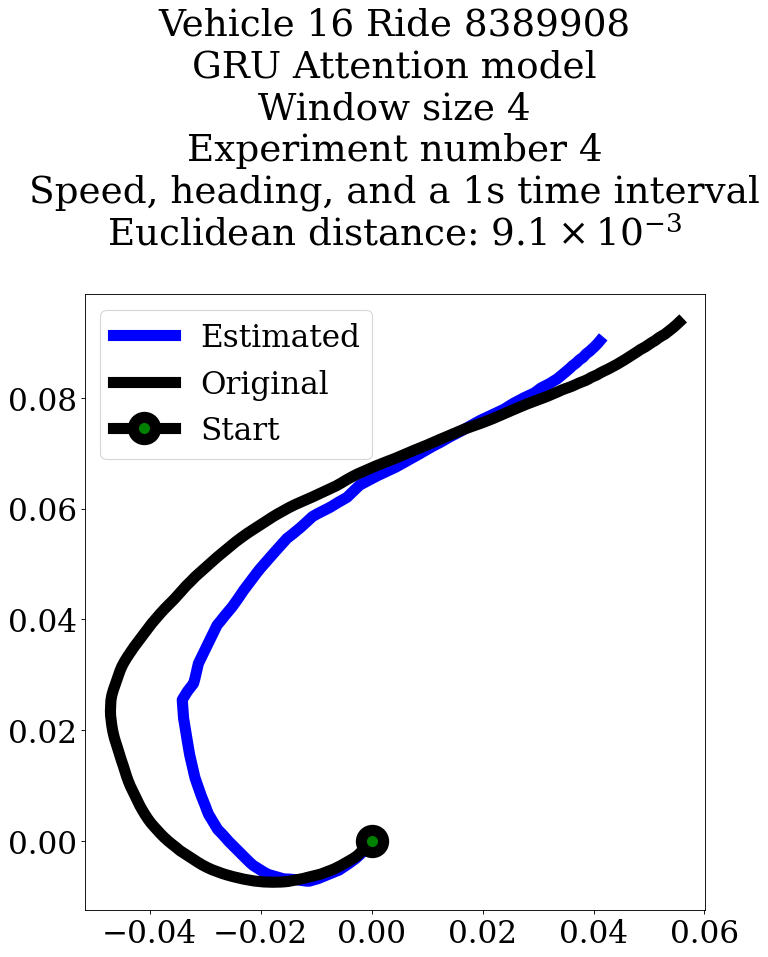 Vehicle 16 Ride 8389908
GRU Attention model
Window size 4
Experiment number 4
Speed, heading, and a 1s time interval
Euclidean distance: 9.1 × 10⁻³
Estimated
Original
Start
0.08
0.06
0.04
0.02
0.00
−0.04 −0.02 0.00 0.02 0.04 0.06